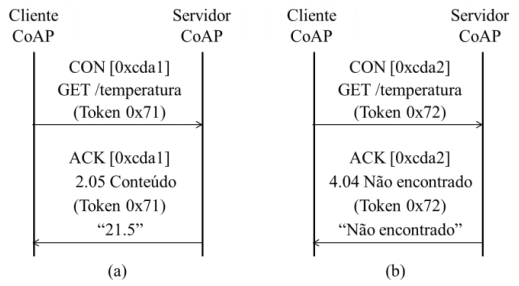 Cliente
CoAP
Servidor
CoAP
CON [0xcda1]
GET /temperatura
(Token 0x71)
ACK [0xcda1]
2.05 Conteúdo
(Token 0x71)
“21.5”
(a)
Cliente
CoAP
Servidor
CoAP
CON [0xcda2]
GET /temperatura
(Token 0x72)
ACK [0xcda2]
4.04 Não encontrado
(Token 0x72)
“Não encontrado”
(b)